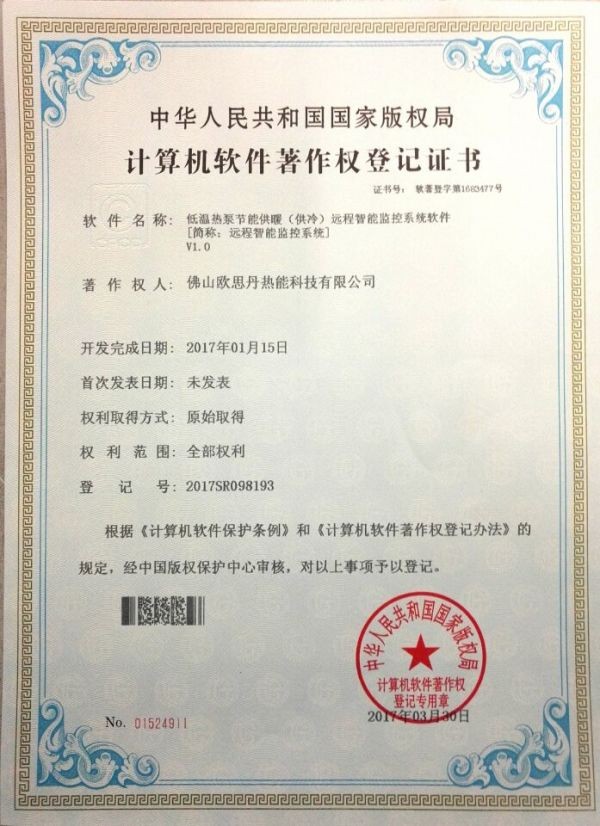 中华人民共和国国家版权局
计算机软件著作权登记证书
证书号： 软著登字第1683477号
软件名称： 低温热泵节能供暖（供冷）远程智能监控系统软件
[简称：远程智能监控系统]
V1.0
著作权人： 佛山欧思丹热能科技有限公司
开发完成日期： 2017年01月15日
首次发表日期： 未发表
权利取得方式： 原始取得
权利范围： 全部权利
登记号： 2017SR098193
根据《计算机软件保护条例》和《计算机软件著作权登记办法》的
规定，经中国版权保护中心审核，对以上事项予以登记。
中华人民共和国国家版权局
计算机软件著作权
登记专用章
No. 01524911
2017年03月30日